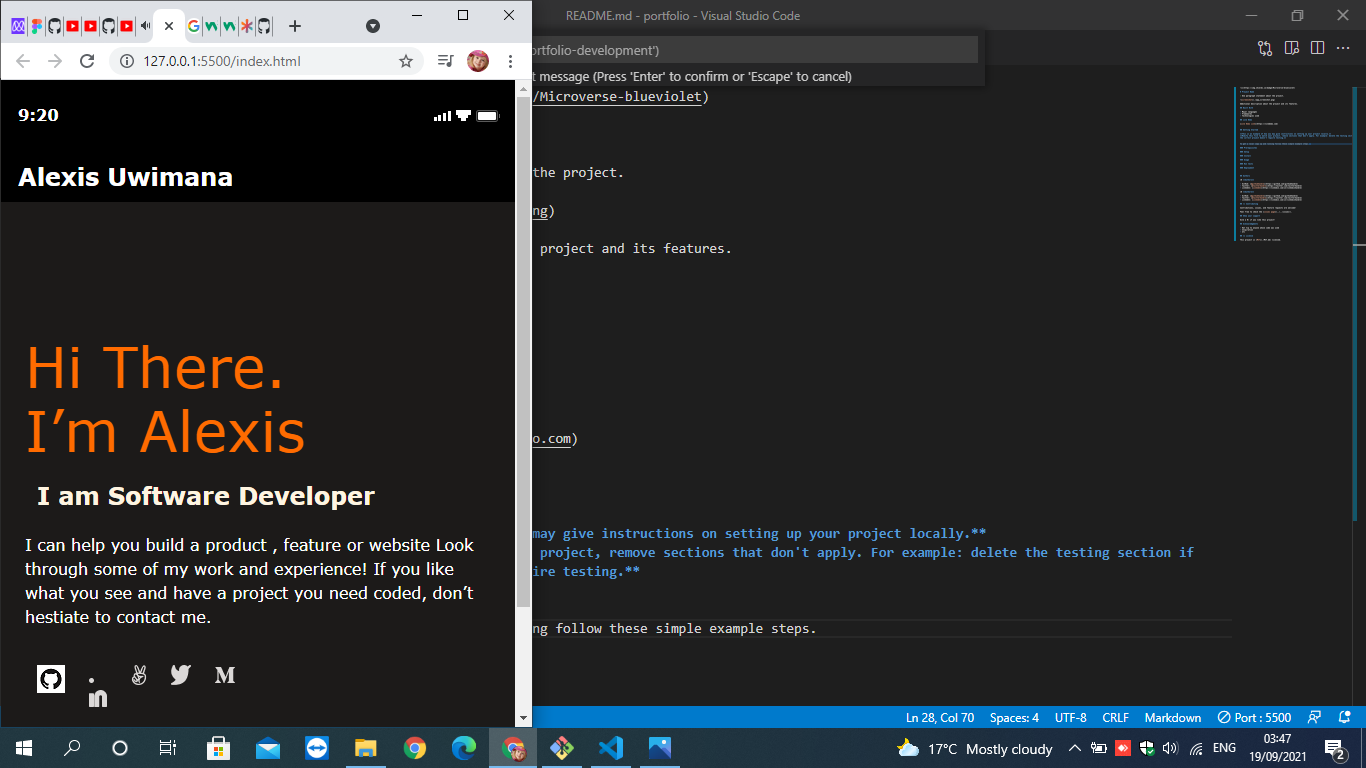 README.md - portfolio - Visual Studio Code
127.0.0.1:5500/index.html
ortfolio-development')
t message (Press 'Enter' to confirm or 'Escape' to cancel)
/Microverse-blueviolet)
9:20
Alexis Uwimana
the project.
ng)
project and its features.
Hi There.
I’m Alexis
I am Software Developer
I can help you build a product , feature or website Look
through some of my work and experience! If you like
what you see and have a project you need coded, don’t
hestiate to contact me.
M
o.com)
may give instructions on setting up your project locally.**
project, remove sections that don't apply. For example: delete the testing section if
ire testing.**
ng follow these simple example steps.
Ln 28, Col 70
Spaces: 4
UTF-8
CRLF
Markdown
Port : 5500
17°C Mostly cloudy
ENG
03:47
19/09/2021
2